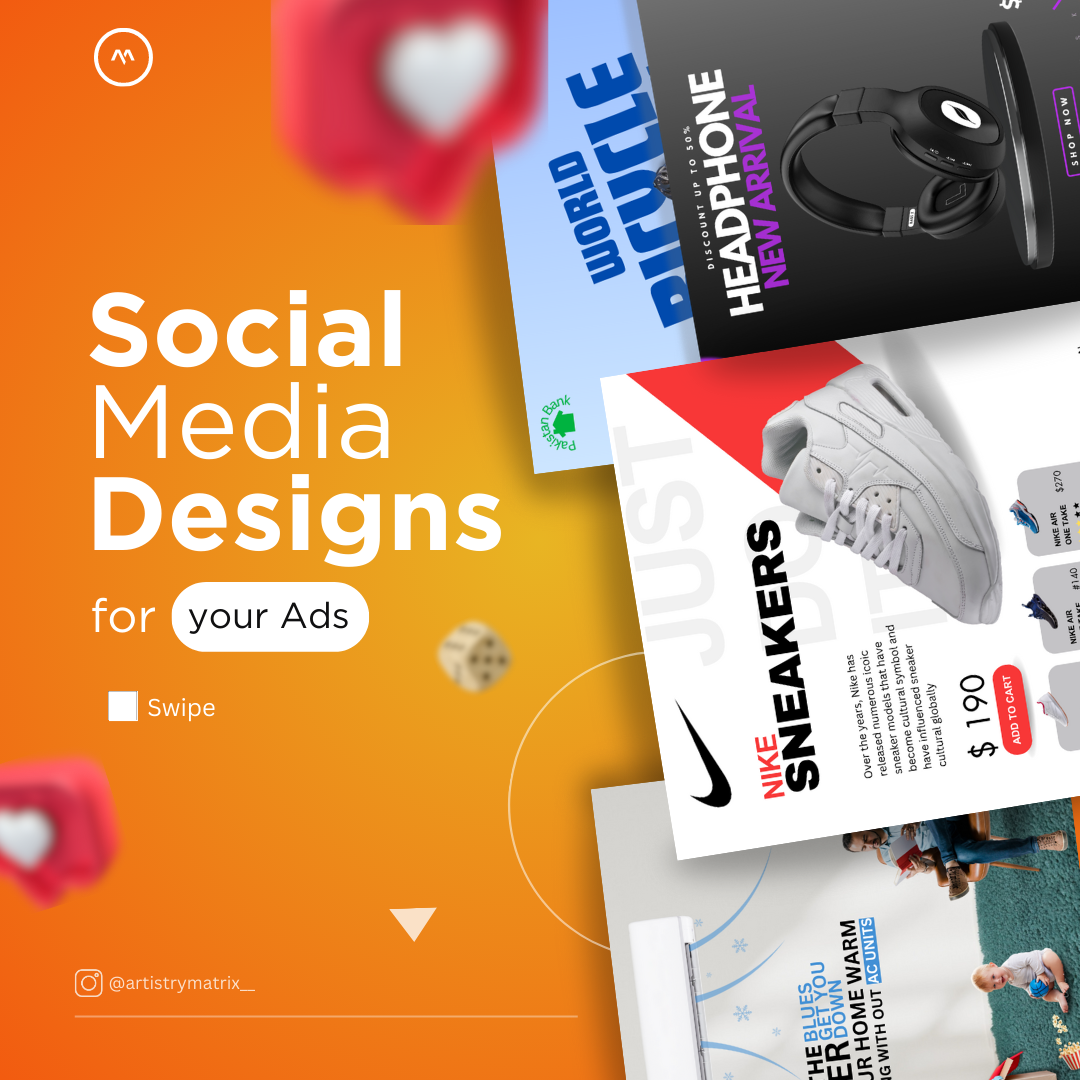 Social
Media
Designs
for your Ads
Swipe
@artistrymatrix__
WORLD
BICYCLE
Pakistan Bank
DISCOUNT UP TO 50%
HEADPHONE
NEW ARRIVAL
SHOP NOW
$
JUST
DO
IT
NIKE
SNEAKERS
Over the years, Nike has
released numerous icoic
sneaker models that have
become cultural symbol and
have influenced sneaker
cultural globally
$ 190
ADD TO CART
NIKE AIR
ONE TAKE
$270
★★
NIKE AIR
#140
THE BLUES
GET YOU
DOWN
UR HOME WARM
NG WITH OUT AC UNITS